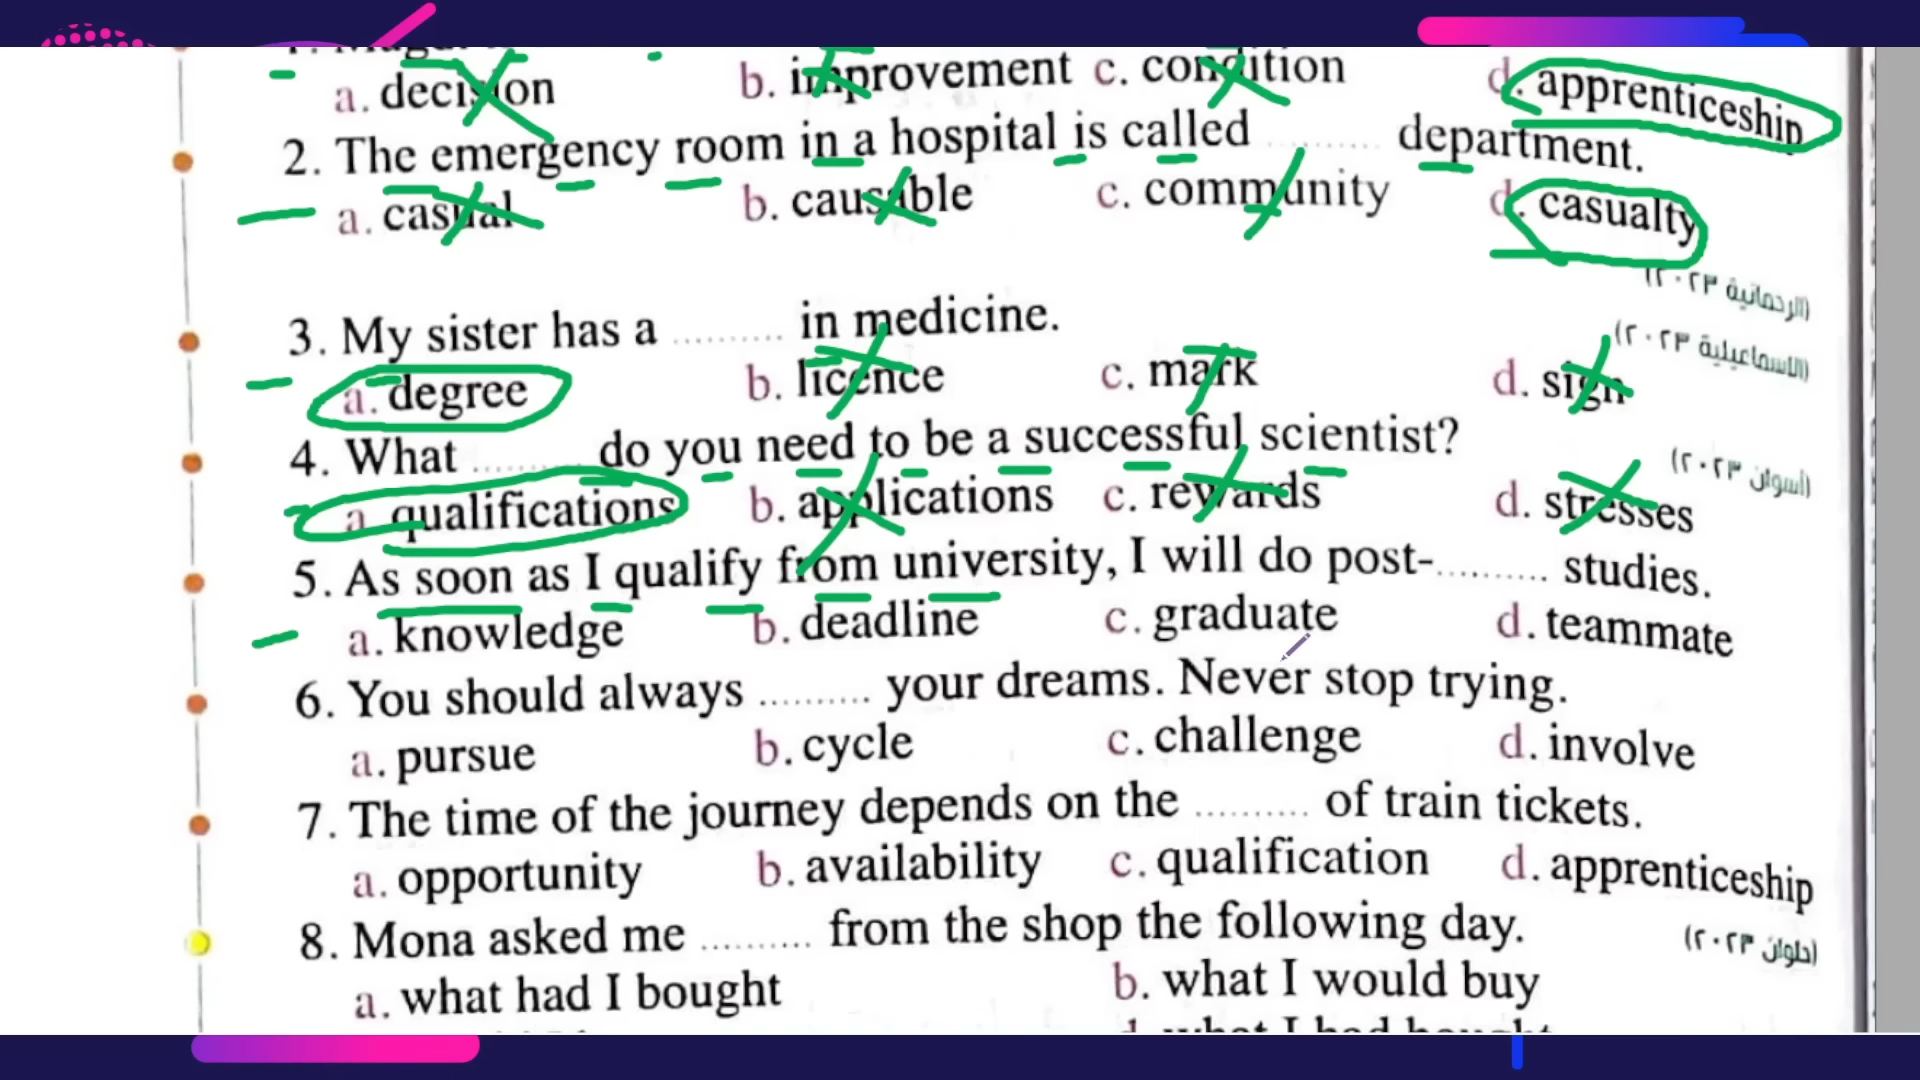 a. decision b. improvement c. condition d. apprenticeship
2. The emergency room in a hospital is called .......... department.
a. casual b. causable c. community d. casualty
(الرحمانية ٢٠٢٣)
3. My sister has a .......... in medicine.
(الاسماعيلية ٢٠٢٣)
a. degree b. licence c. mark d. sign
4. What .......... do you need to be a successful scientist?
(أسوان ٢٠٢٣)
a. qualifications b. applications c. rewards d. stresses
5. As soon as I qualify from university, I will do post-.......... studies.
a. knowledge b. deadline c. graduate d. teammate
6. You should always .......... your dreams. Never stop trying.
a. pursue b. cycle c. challenge d. involve
7. The time of the journey depends on the .......... of train tickets.
a. opportunity b. availability c. qualification d. apprenticeship
8. Mona asked me .......... from the shop the following day.
(حلوان ٢٠٢٣)
a. what had I bought b. what I would buy